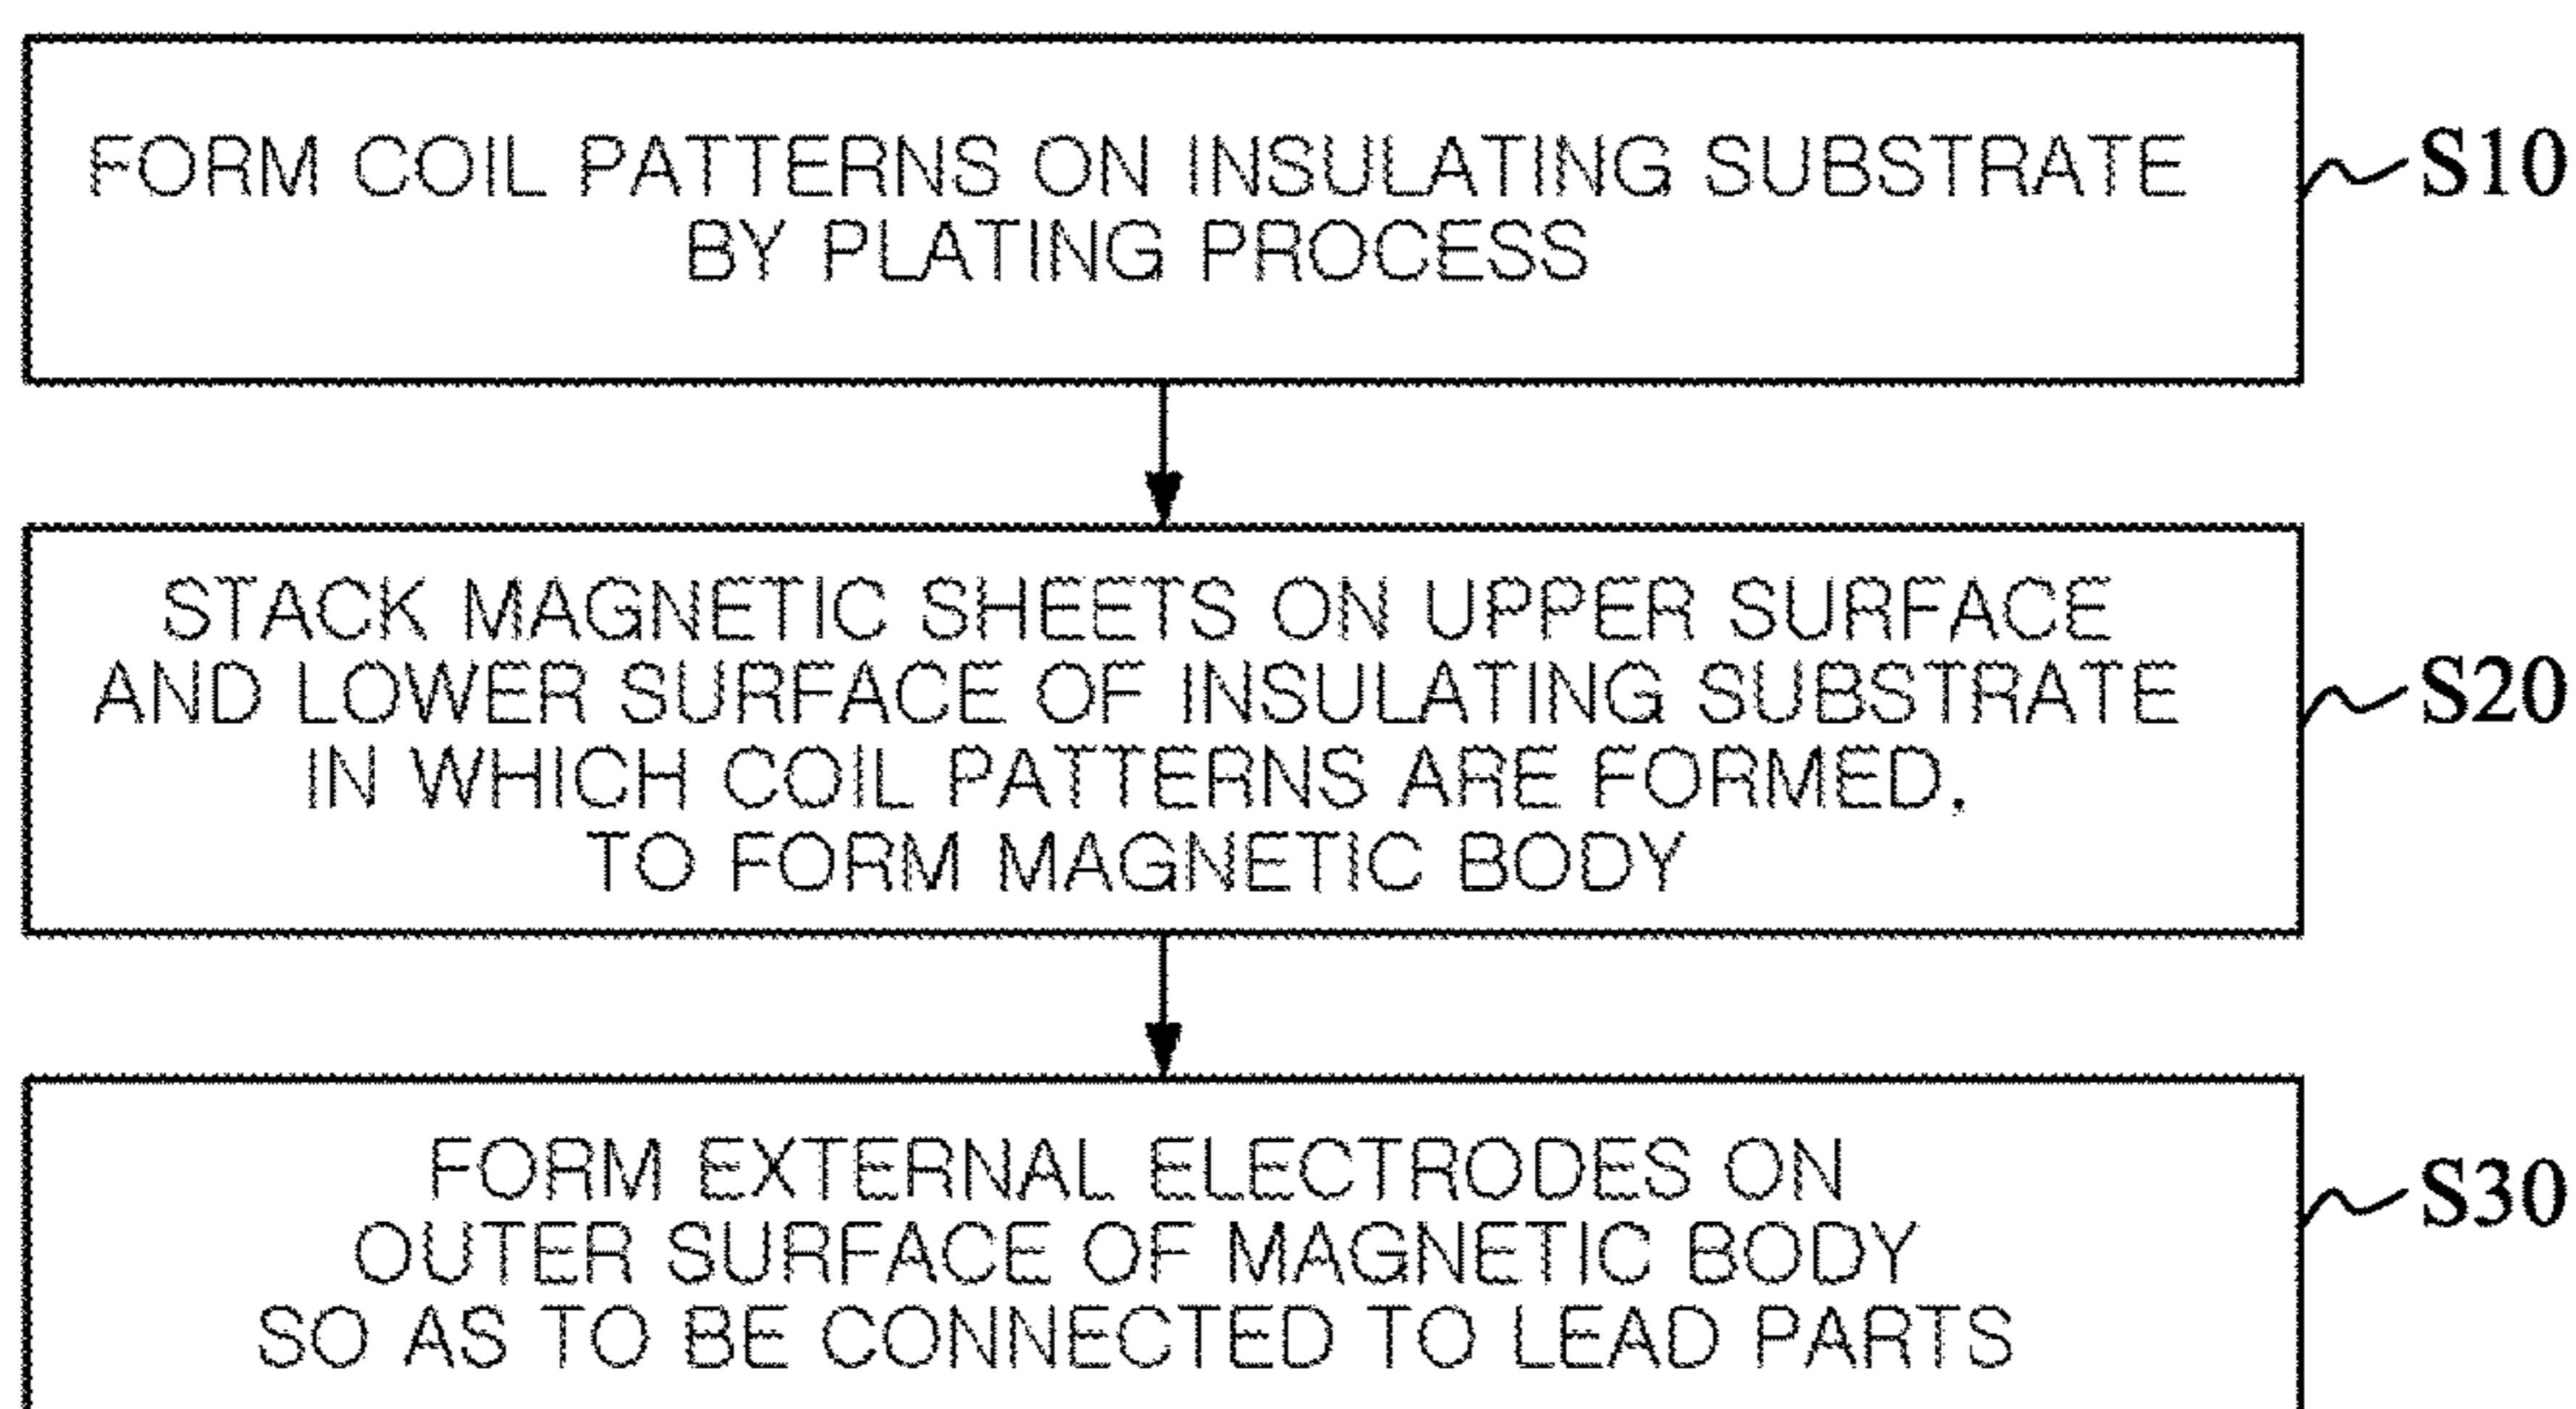 FORM COIL PATTERNS ON INSULATING SUBSTRATE
BY PLATING PROCESS
S10
STACK MAGNETIC SHEETS ON UPPER SURFACE
AND LOWER SURFACE OF INSULATING SUBSTRATE
IN WHICH COIL PATTERNS ARE FORMED,
TO FORM MAGNETIC BODY
S20
FORM EXTERNAL ELECTRODES ON
OUTER SURFACE OF MAGNETIC BODY
SO AS TO BE CONNECTED TO LEAD PARTS
S30